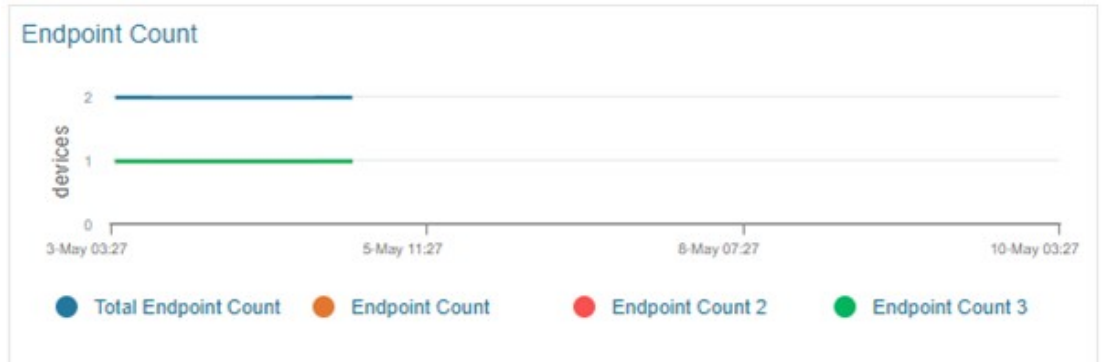 Endpoint Count
2
devices
1
0
3-May 03:27 5-May 11:27 8-May 07:27 10-May 03:27
Total Endpoint Count Endpoint Count Endpoint Count 2 Endpoint Count 3